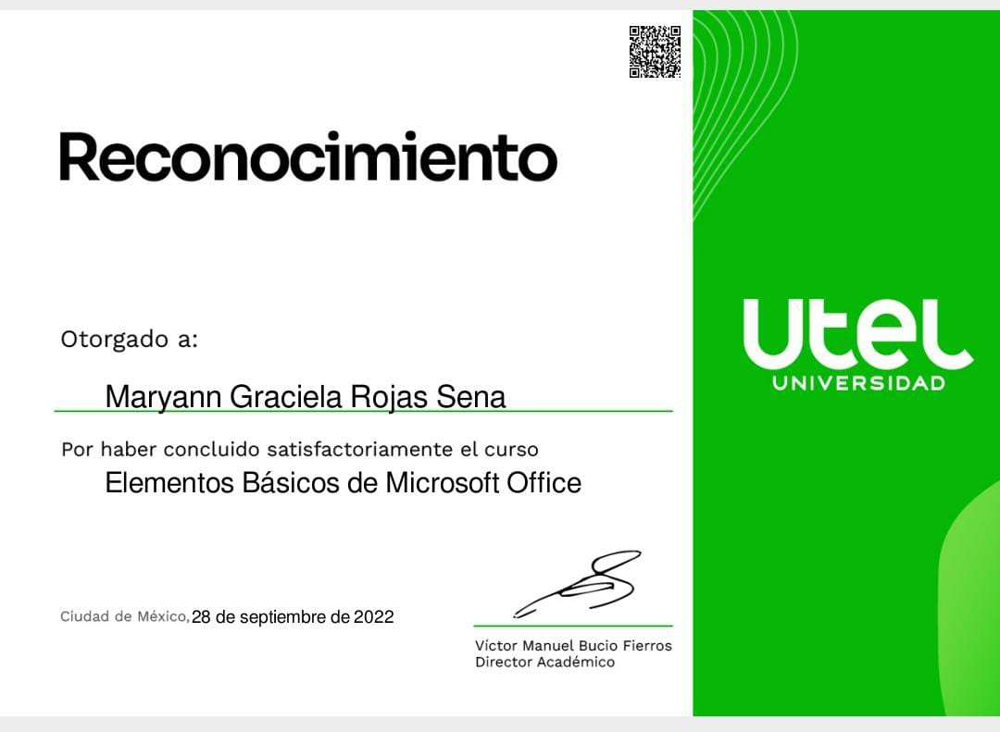 Reconocimiento
Otorgado a:
Maryann Graciela Rojas Sena
Por haber concluido satisfactoriamente el curso
Elementos Básicos de Microsoft Office
Ciudad de México, 28 de septiembre de 2022
Víctor Manuel Bucio Fierros
Director Académico
utel
UNIVERSIDAD